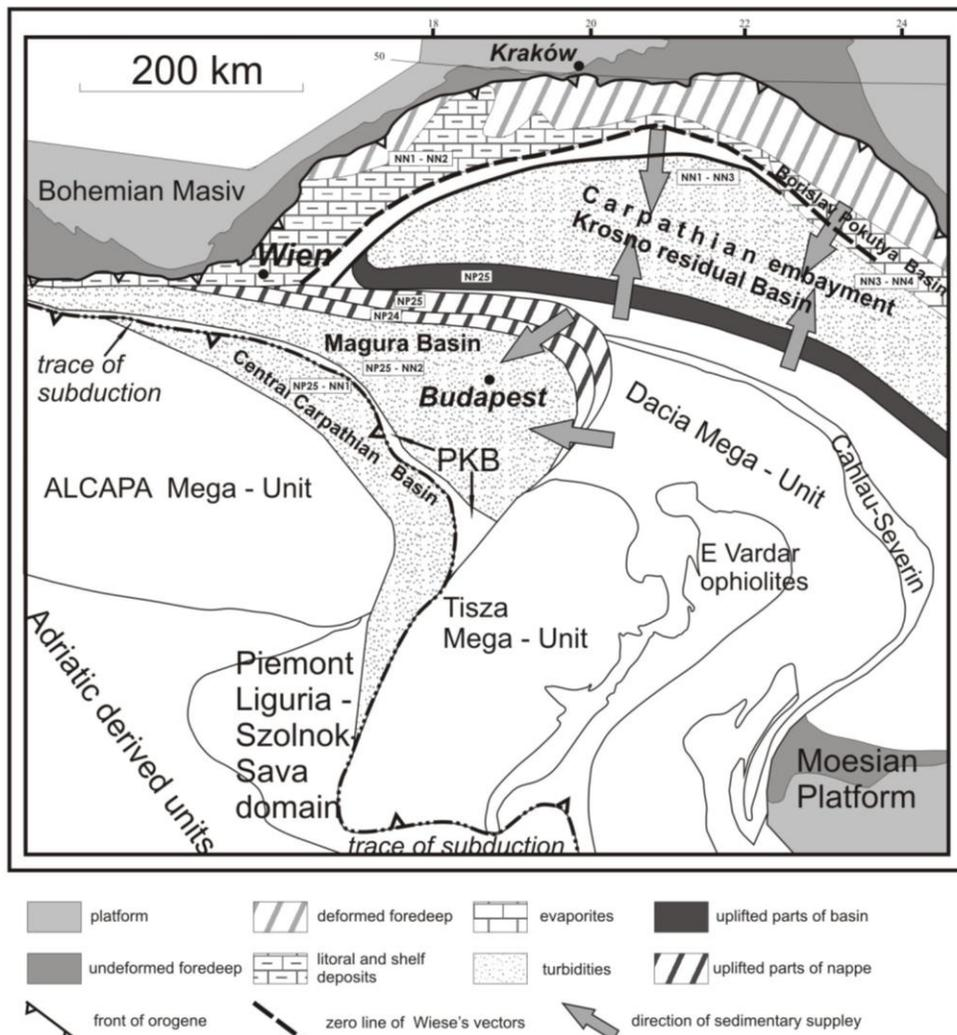 18
20
22
24
50
Kraków
200 km
NN1 - NN2
NN1 - NN3
Bohemian Masiv
Borislav Pokutya Basin
Carpathian embayment
Krosno residual Basin
Wien
NP25
NN3 - NN4
NP25
NP24
Magura Basin
trace of
subduction
NP25 - NN2
Central Carpathian Basin
NP25 - NN1
Budapest
Dacia Mega - Unit
PKB
ALCAPA Mega - Unit
Cahlau-Severin
E Vardar
ophiolites
Tisza
Mega - Unit
Adriatic derived units
Piemont
Liguria -
Szolnok-
Sava
domain
Moesian
Platform
trace of subduction
platform
deformed foredeep
evaporites
uplifted parts of basin
undeformed foredeep
litoral and shelf
deposits
turbidities
uplifted parts of nappe
front of orogene
zero line of Wiese's vectors
direction of sedimentary suppley